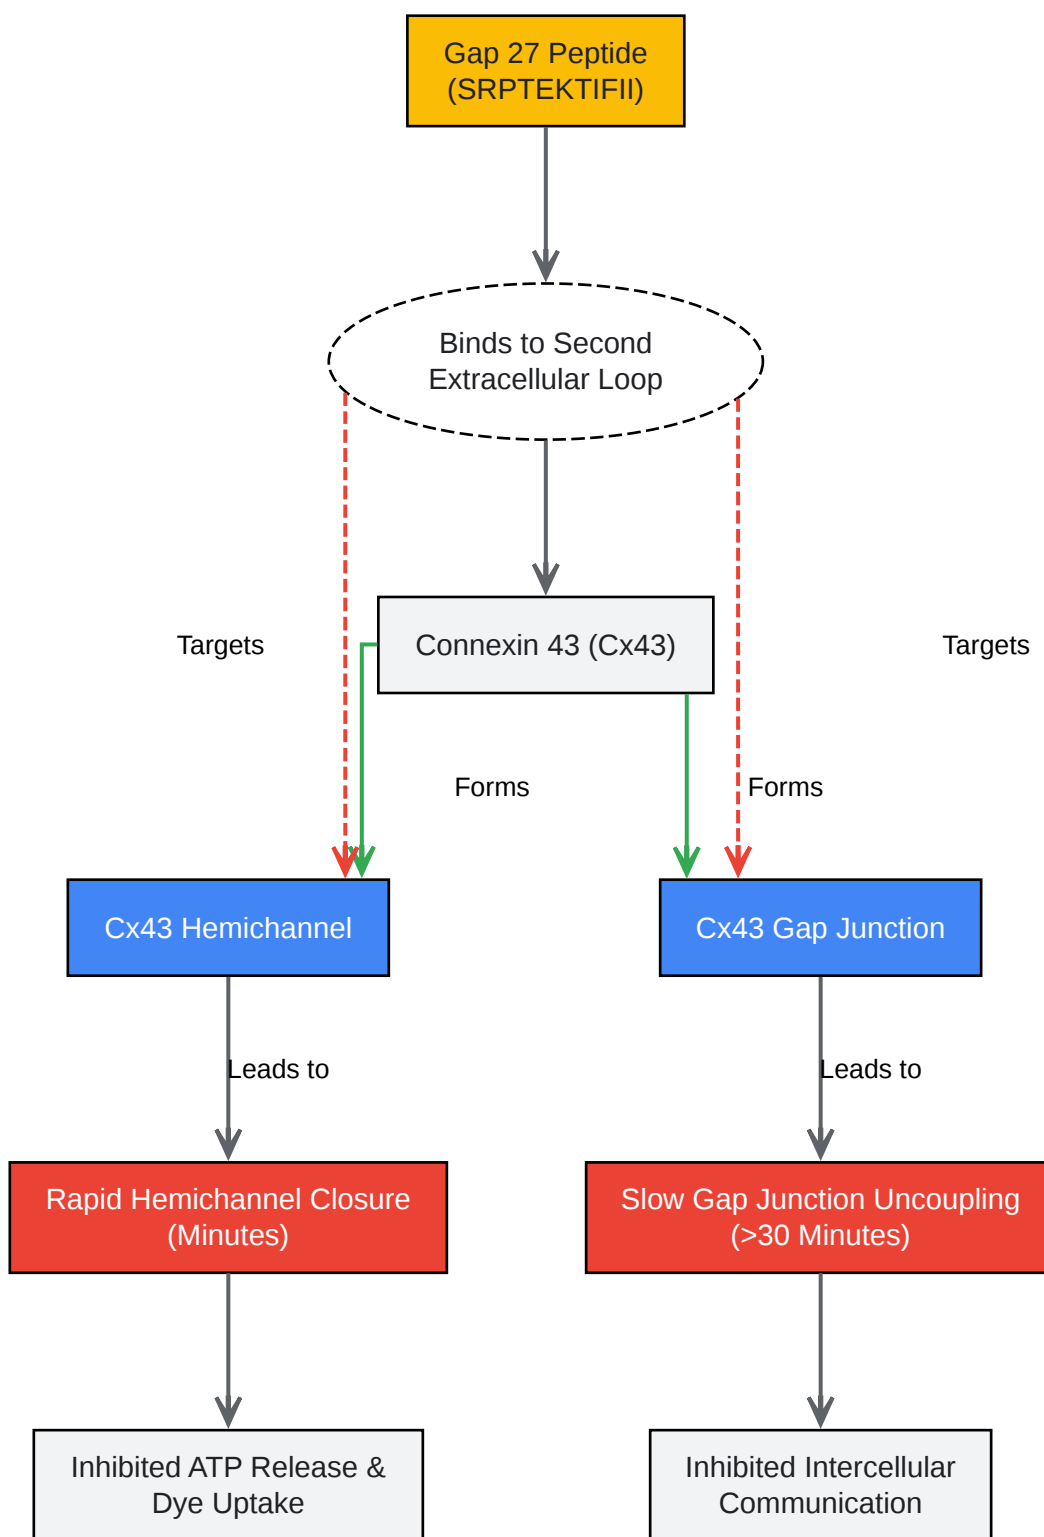 Gap 27 Peptide
(SRPTEKTIFII)
Binds to Second
Extracellular Loop
Targets
Connexin 43 (Cx43)
Targets
Forms
Forms
Cx43 Hemichannel
Cx43 Gap Junction
Leads to
Leads to
Rapid Hemichannel Closure
(Minutes)
Slow Gap Junction Uncoupling
(>30 Minutes)
Inhibited ATP Release &
Dye Uptake
Inhibited Intercellular
Communication